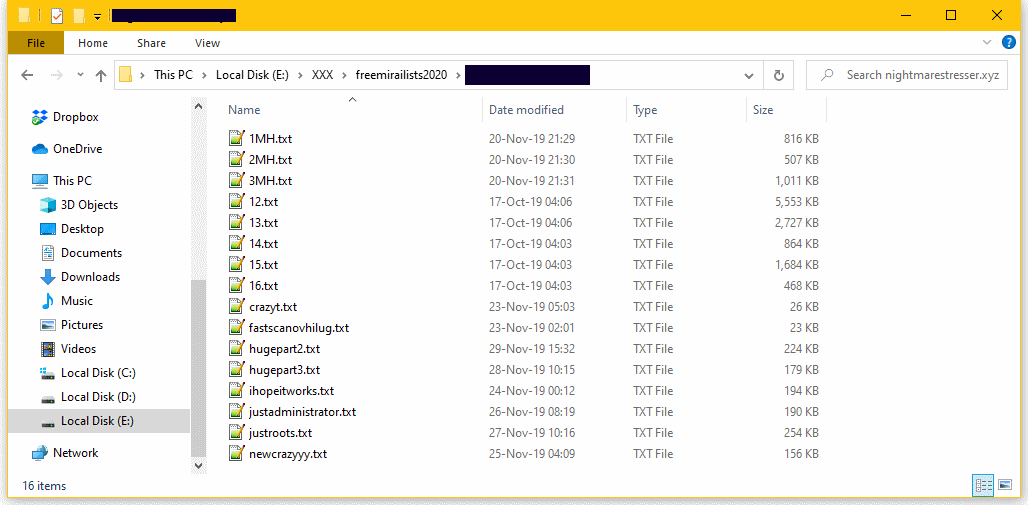 File Home Share View
This PC Local Disk (E:) XXX freemirailists2020 Search nightmarestresser.xyz
Name Date modified Type Size
Dropbox
OneDrive
This PC
3D Objects
Desktop
Documents
Downloads
Music
Pictures
Videos
Local Disk (C:)
Local Disk (D:)
Local Disk (E:)
Network
1MH.txt 20-Nov-19 21:29 TXT File 816 KB
2MH.txt 20-Nov-19 21:30 TXT File 507 KB
3MH.txt 20-Nov-19 21:31 TXT File 1,011 KB
12.txt 17-Oct-19 04:06 TXT File 5,553 KB
13.txt 17-Oct-19 04:06 TXT File 2,727 KB
14.txt 17-Oct-19 04:03 TXT File 864 KB
15.txt 17-Oct-19 04:03 TXT File 1,684 KB
16.txt 17-Oct-19 04:03 TXT File 468 KB
crazyt.txt 23-Nov-19 05:03 TXT File 26 KB
fastscanovhilug.txt 23-Nov-19 02:01 TXT File 23 KB
hugepart2.txt 29-Nov-19 15:32 TXT File 224 KB
hugepart3.txt 28-Nov-19 10:15 TXT File 179 KB
ihopeitworks.txt 24-Nov-19 00:12 TXT File 194 KB
justadministrator.txt 26-Nov-19 08:19 TXT File 190 KB
justroots.txt 27-Nov-19 10:16 TXT File 254 KB
newcrazyyy.txt 25-Nov-19 04:09 TXT File 156 KB
16 items